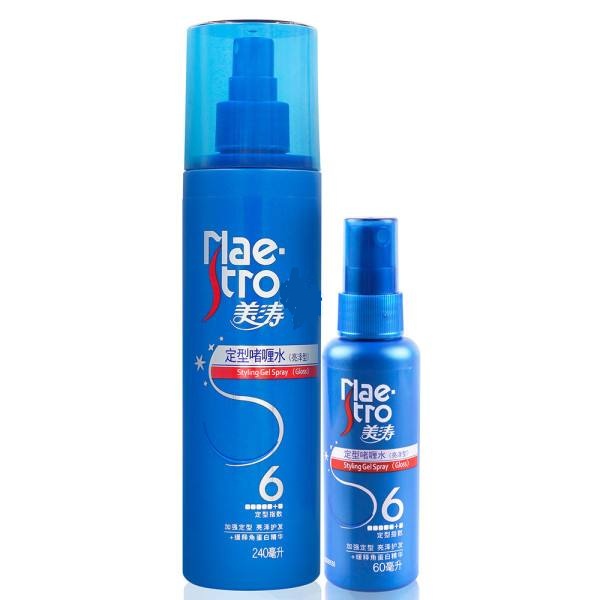 Mae·
stro
美涛
定型啫喱水（亮泽型）
Styling Gel Spray（Gloss）
6
定型指数
加强定型 亮泽护发
+缓释角蛋白精华
240毫升
Mae·
stro
美涛
定型啫喱水（亮泽型）
Styling Gel Spray（Gloss）
6
定型指数
加强定型 亮泽护发
+缓释角蛋白精华
60毫升